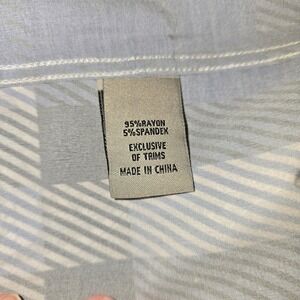 95%RAYON
5%SPANDEX
EXCLUSIVE
OF TRIMS
MADE IN CHINA